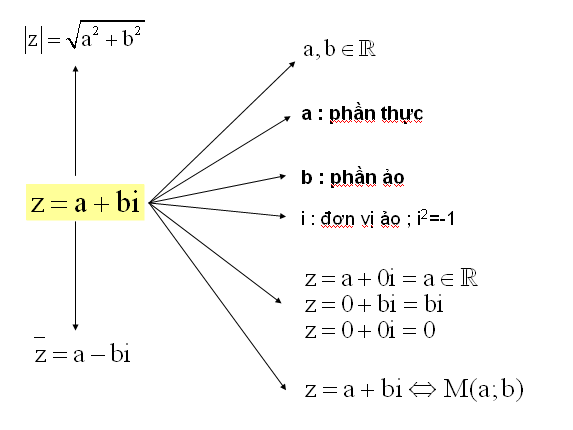 |z| = √(a² + b²)
a, b ∈ ℝ
a : phần thực
b : phần ảo
z = a + bi
i : đơn vị ảo ; i²=-1
z = a + 0i = a ∈ ℝ
z = 0 + bi = bi
z = 0 + 0i = 0
z̅ = a − bi
z = a + bi ⇔ M(a; b)